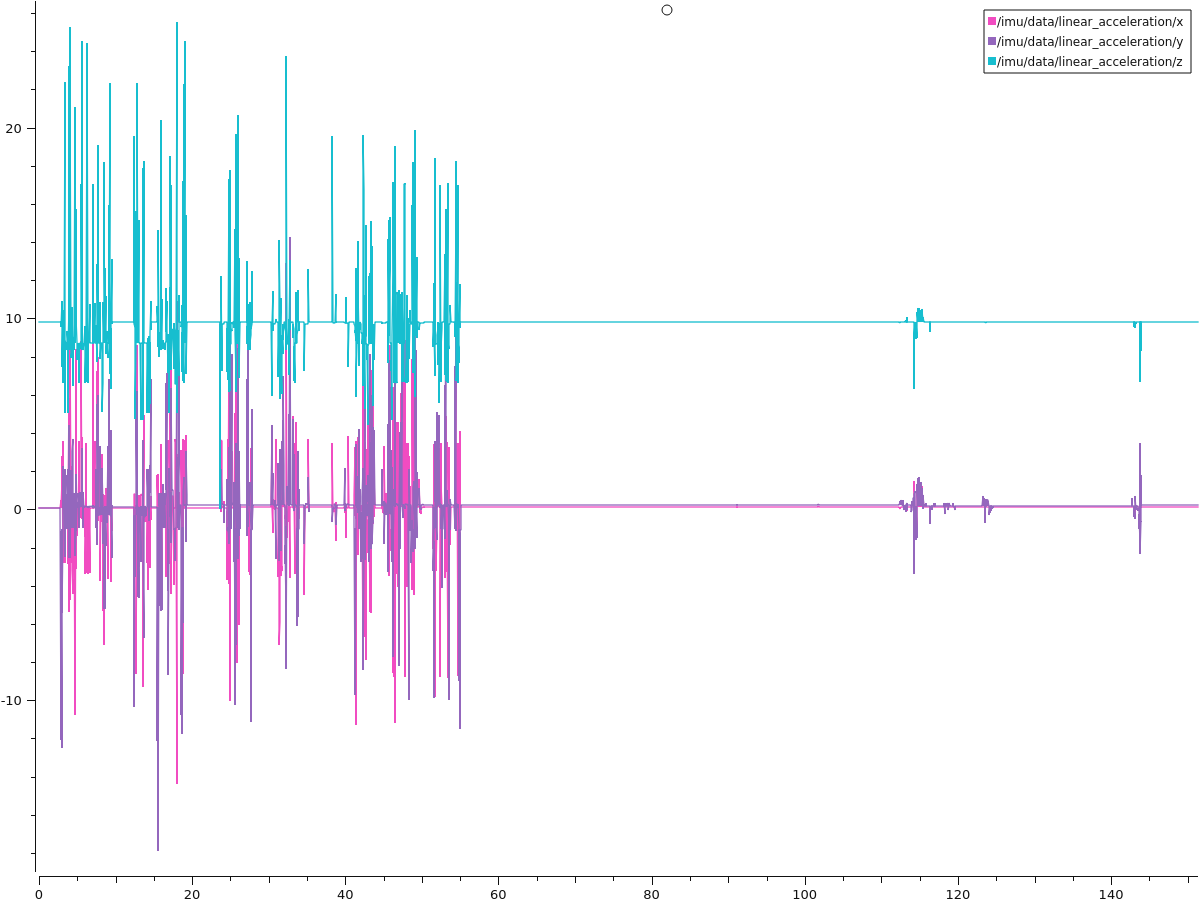 /imu/data/linear_acceleration/x
/imu/data/linear_acceleration/y
/imu/data/linear_acceleration/z
20
10
0
-10
0 20 40 60 80 100 120 140